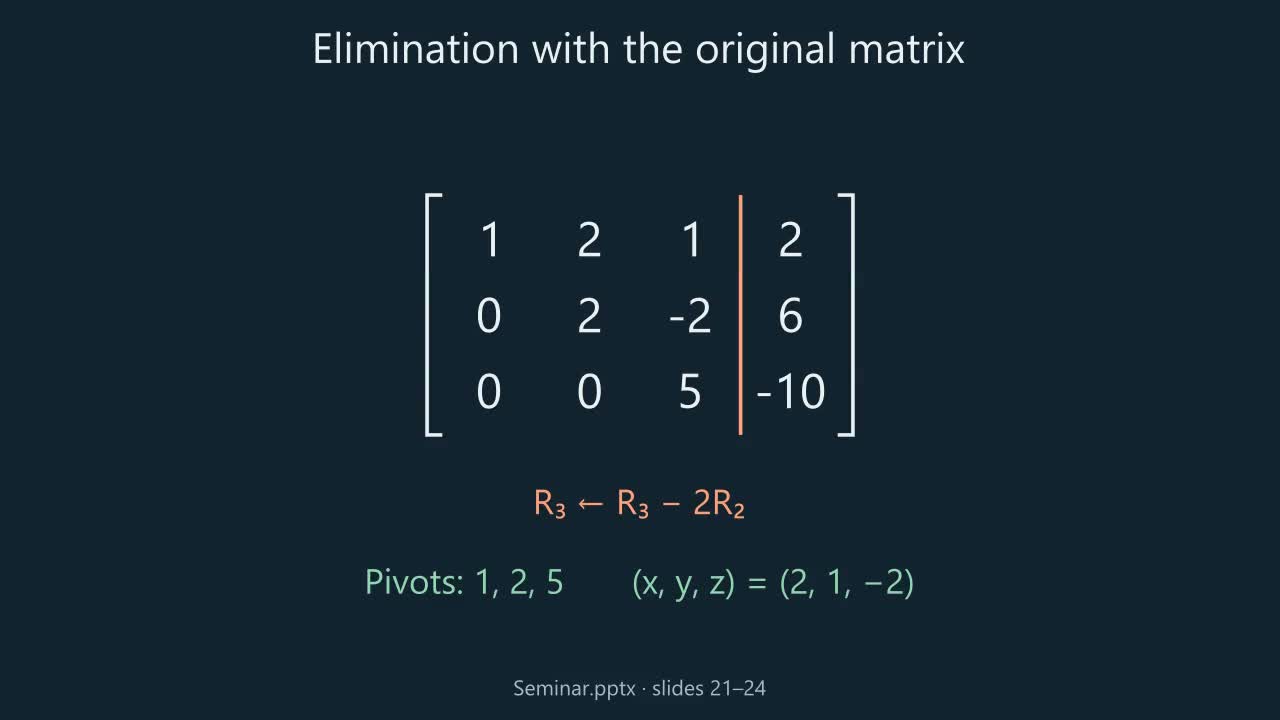 Elimination with the original matrix
1 2 1 2
0 2 -2 6
0 0 5 -10
R₃ ← R₃ − 2R₂
Pivots: 1, 2, 5 (x, y, z) = (2, 1, −2)
Seminar.pptx · slides 21–24